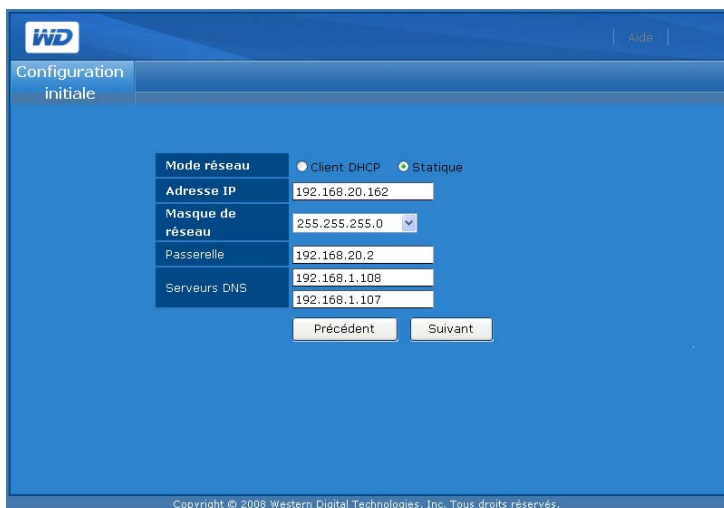 WD
Aide
Configuration
initiale
Mode réseau Client DHCP Statique
Adresse IP 192.168.20.162
Masque de
réseau 255.255.255.0
Passerelle 192.168.20.2
Serveurs DNS 192.168.1.108
192.168.1.107
Précédent Suivant
Copyright © 2008 Western Digital Technologies, Inc. Tous droits réservés.